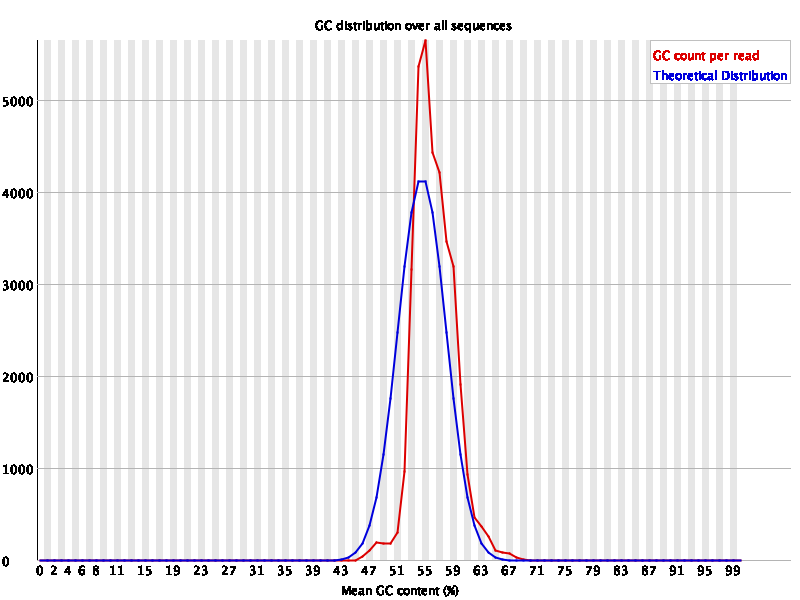 GC distribution over all sequences
GC count per read
Theoretical Distribution
5000
4000
3000
2000
1000
0
0 2 4 6 8 11 15 19 23 27 31 35 39 43 47 51 55 59 63 67 71 75 79 83 87 91 95 99
Mean GC content (%)